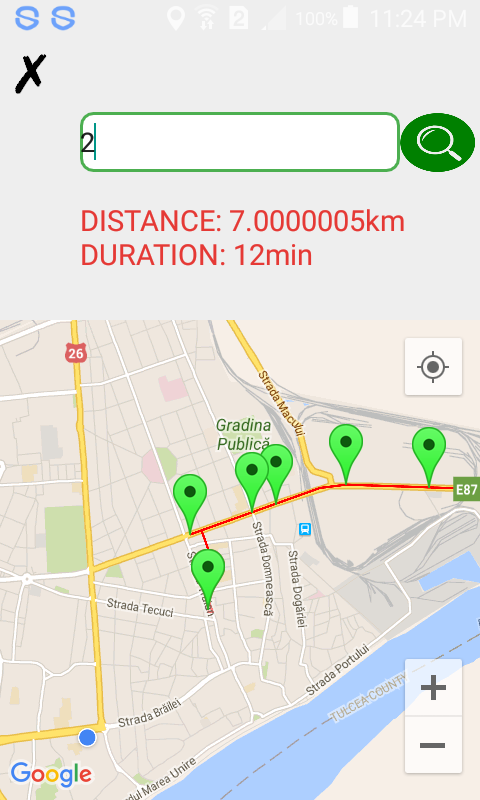 2 100% 11:24 PM
2
DISTANCE: 7.0000005km
DURATION: 12min
26
Strada Macului
Gradina
Publică
E87
Strada Domnească
Strada Dogăriei
Strada Tecuci
Strada Portului
TULCEA COUNTY
Strada Brăilei
dul Marea Unire
Google